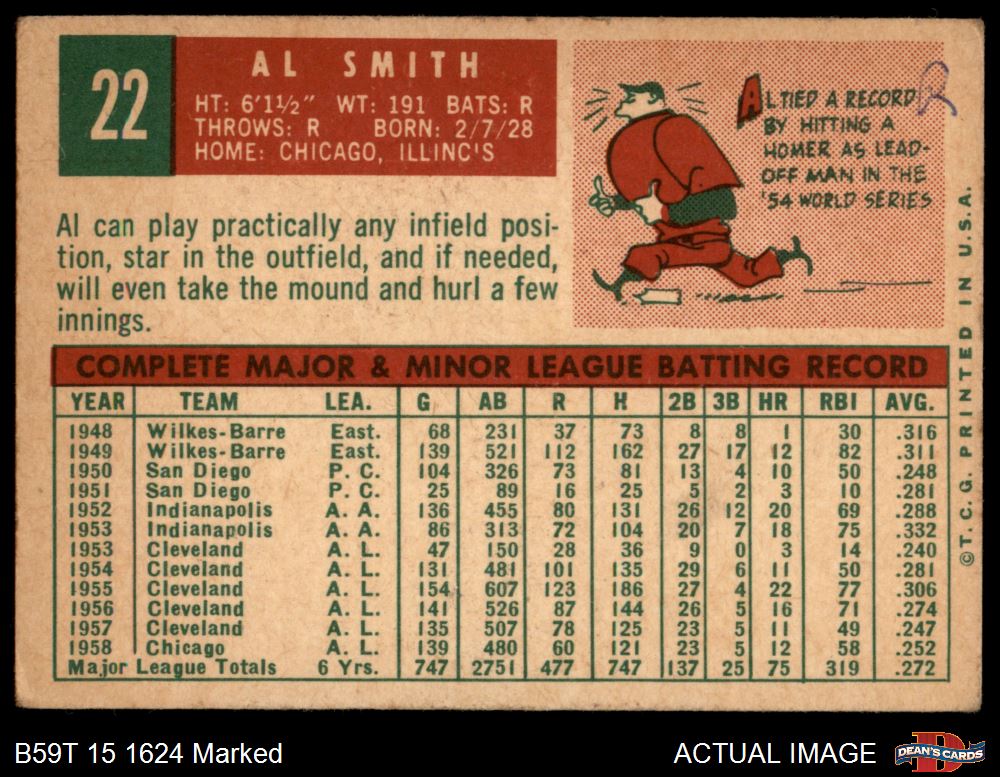 22
AL SMITH
HT: 6'1½" WT: 191 BATS: R
THROWS: R BORN: 2/7/28
HOME: CHICAGO, ILLINC'S
AL TIED A RECORD R
BY HITTING A
HOMER AS LEAD-
OFF MAN IN THE
'54 WORLD SERIES
Al can play practically any infield posi-
tion, star in the outfield, and if needed,
will even take the mound and hurl a few
innings.
COMPLETE MAJOR & MINOR LEAGUE BATTING RECORD
YEAR TEAM LEA. G AB R H 2B 3B HR RBI AVG.
1948 Wilkes-Barre East. 68 231 37 73 8 8 1 30 .316
1949 Wilkes-Barre East. 139 521 112 162 27 17 12 82 .311
1950 San Diego P. C. 104 326 73 81 13 4 10 50 .248
1951 San Diego P. C. 25 89 16 25 5 2 3 10 .281
1952 Indianapolis A. A. 136 455 80 131 26 12 20 69 .288
1953 Indianapolis A. A. 86 313 72 104 20 7 18 75 .332
1953 Cleveland A. L. 47 150 28 36 9 0 3 14 .240
1954 Cleveland A. L. 131 481 101 135 29 6 11 50 .281
1955 Cleveland A. L. 154 607 123 186 27 4 22 77 .306
1956 Cleveland A. L. 141 526 87 144 26 5 16 71 .274
1957 Cleveland A. L. 135 507 78 125 23 5 11 49 .247
1958 Chicago A. L. 139 480 60 121 23 5 12 58 .252
Major League Totals 6 Yrs. 747 2751 477 747 137 25 75 319 .272
©T.C.G. PRINTED IN U.S.A.
B59T 15 1624 Marked
ACTUAL IMAGE
DEAN'S CARDS